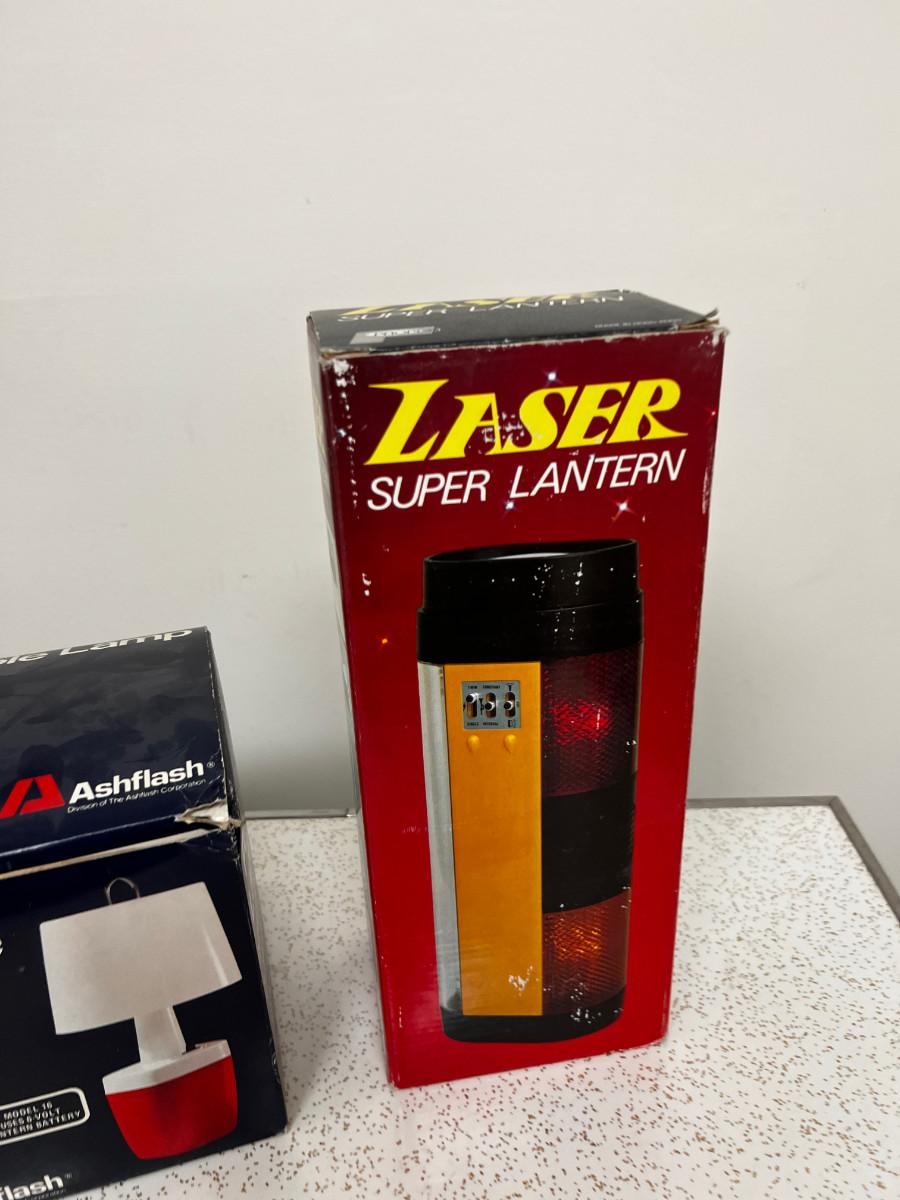 LASER
SUPER LANTERN
LASER
SUPER LANTERN
Lamp
Ashflash®
Division of The Ashflash Corporation
MODEL 16
USES 6-VOLT
LANTERN BATTERY
flash®